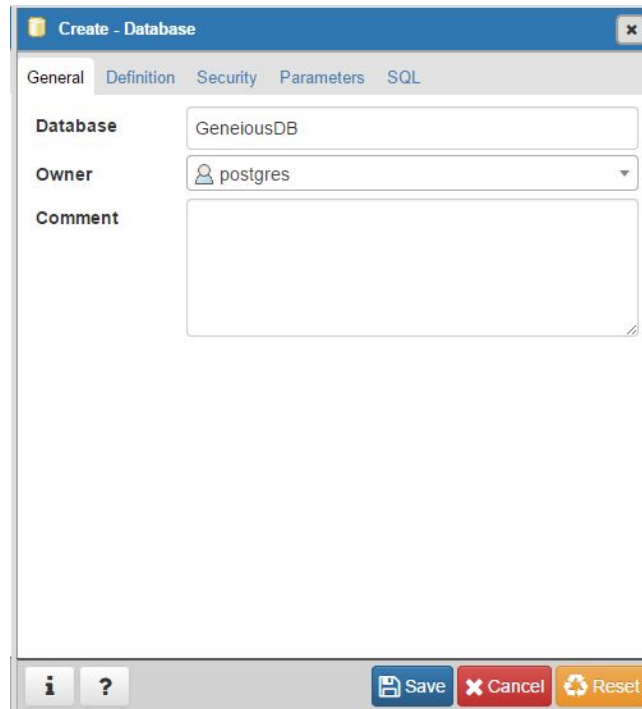 Create - Database
General Definition Security Parameters SQL
Database GeneiousDB
Owner postgres
Comment
i ? Save Cancel Reset